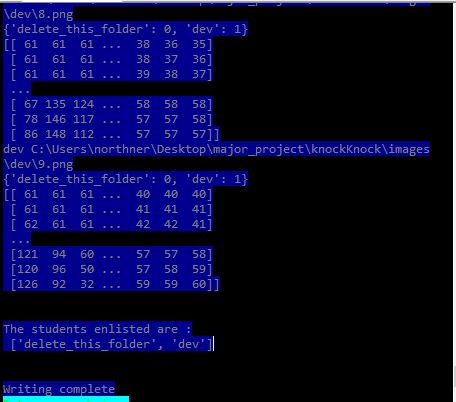 \dev\8.png
{'delete_this_folder': 0, 'dev': 1}
[[ 61 61 61 ... 38 36 35]
[ 61 61 61 ... 38 37 36]
[ 61 61 61 ... 39 38 37]
...
[ 67 135 124 ... 58 58 58]
[ 78 146 117 ... 57 57 58]
[ 86 148 112 ... 57 57 57]]
dev C:\Users\northner\Desktop\major_project\knockKnock\images
\dev\9.png
{'delete_this_folder': 0, 'dev': 1}
[[ 61 61 61 ... 40 40 40]
[ 61 61 61 ... 41 41 41]
[ 62 61 61 ... 42 42 41]
...
[121 94 60 ... 57 57 58]
[120 96 50 ... 57 58 59]
[126 92 32 ... 59 59 60]]
The students enlisted are :
['delete_this_folder', 'dev']
Writing complete